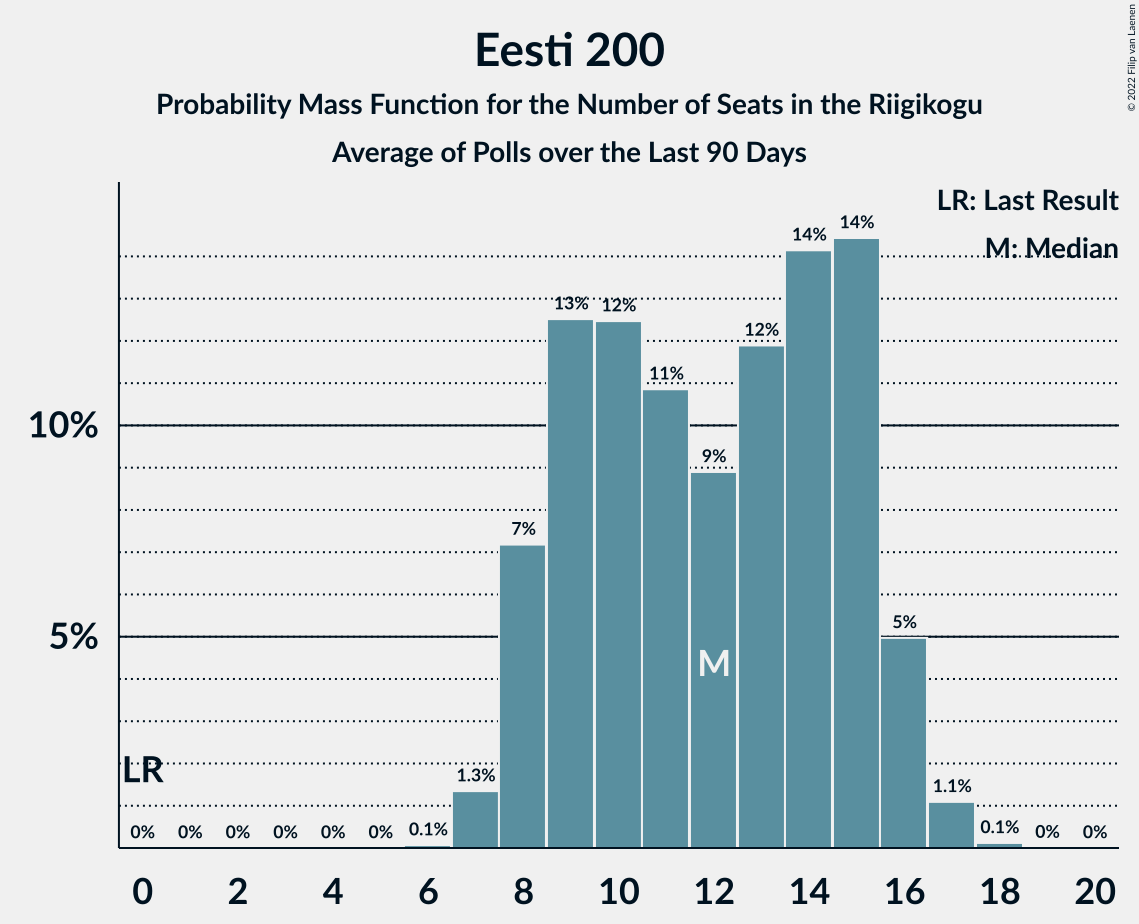 Eesti 200
Probability Mass Function for the Number of Seats in the Riigikogu
Average of Polls over the Last 90 Days
© 2022 Filip van Laenen
LR: Last Result
M: Median
10%
5%
0% 0% 0% 0% 0% 0% 0.1% 1.3% 7% 13% 12% 11% 9% 12% 14% 14% 5% 1.1% 0.1% 0% 0%
LR
M
0 2 4 6 8 10 12 14 16 18 20